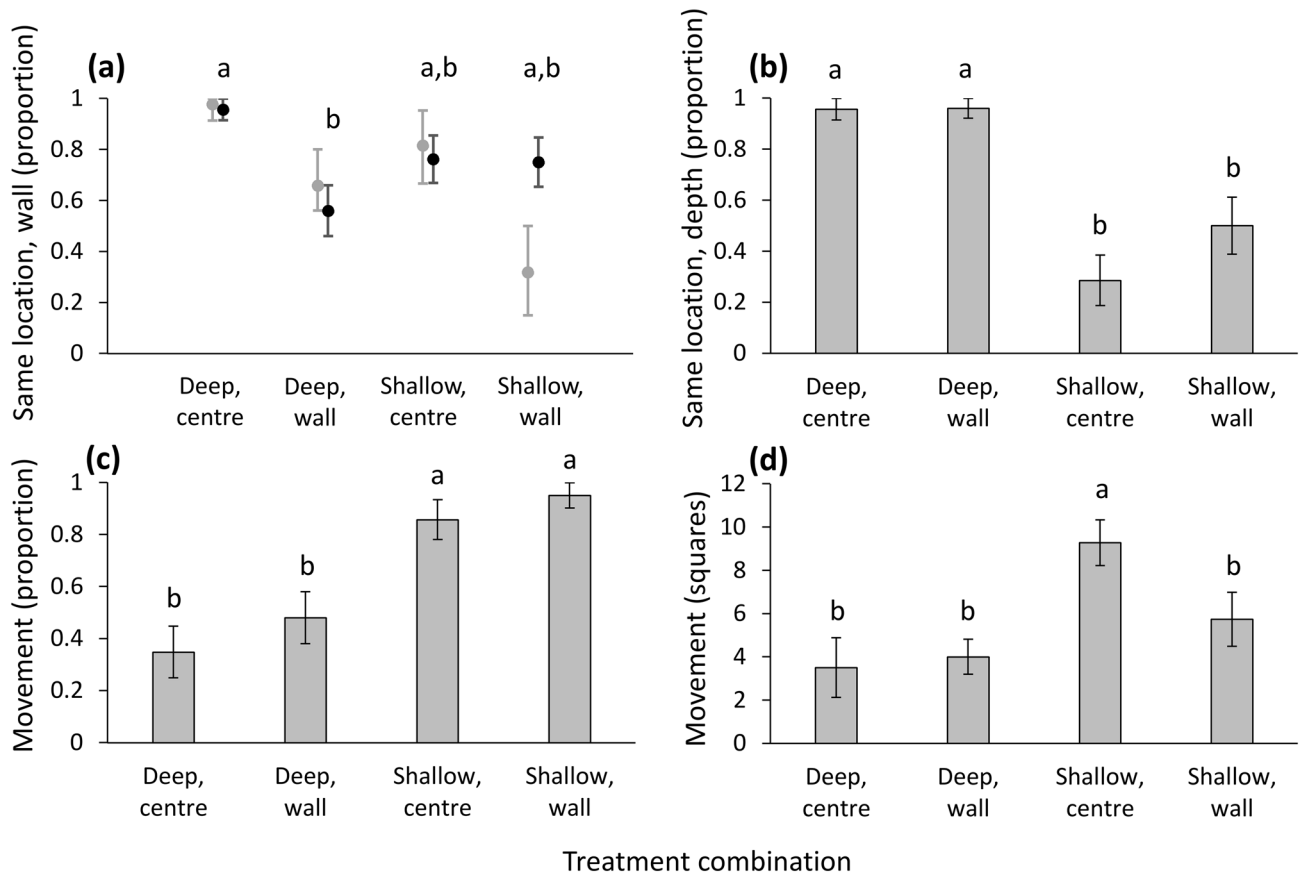 (a)
Same location, wall (proportion)
a
b
a,b
a,b
1
0.8
0.6
0.4
0.2
0
Deep,
centre
Deep,
wall
Shallow,
centre
Shallow,
wall
(b)
Same location, depth (proportion)
a
a
b
b
1
0.8
0.6
0.4
0.2
0
Deep,
centre
Deep,
wall
Shallow,
centre
Shallow,
wall
(c)
Movement (proportion)
b
b
a
a
1
0.8
0.6
0.4
0.2
0
Deep,
centre
Deep,
wall
Shallow,
centre
Shallow,
wall
(d)
Movement (squares)
b
b
a
b
12
10
8
6
4
2
0
Deep,
centre
Deep,
wall
Shallow,
centre
Shallow,
wall
Treatment combination